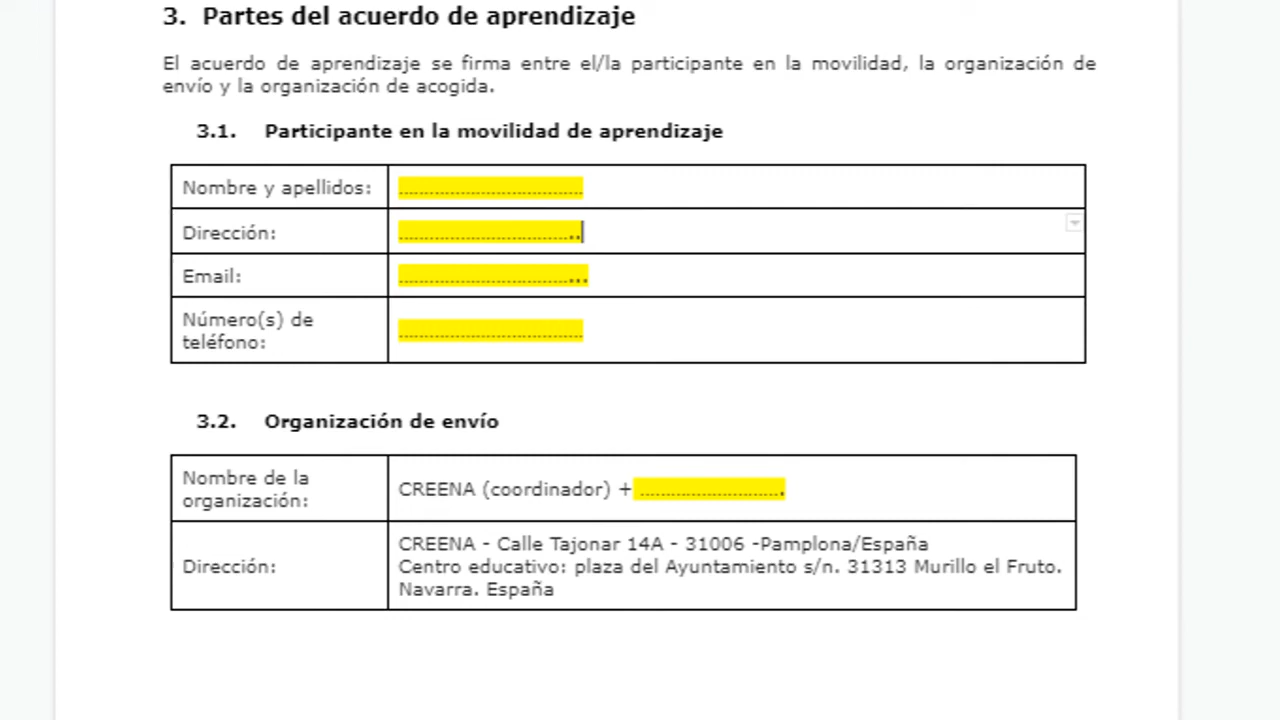 3. Partes del acuerdo de aprendizaje
El acuerdo de aprendizaje se firma entre el/la participante en la movilidad, la organización de
envío y la organización de acogida.
3.1. Participante en la movilidad de aprendizaje
Nombre y apellidos: ....................................
Dirección: ....................................
Email: ....................................
Número(s) de
teléfono: ....................................
3.2. Organización de envío
Nombre de la
organización:
CREENA (coordinador) + .............................
Dirección:
CREENA - Calle Tajonar 14A - 31006 -Pamplona/España
Centro educativo: plaza del Ayuntamiento s/n. 31313 Murillo el Fruto.
Navarra. España